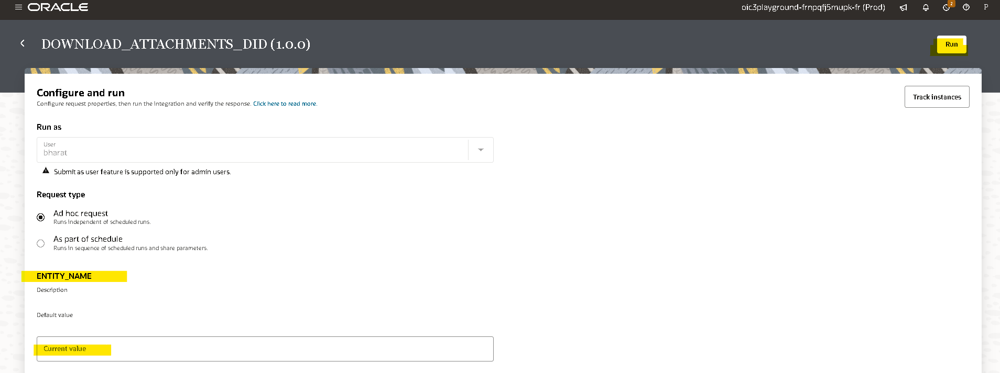 ORACLE
oic3playground-frnpqfj5mupk-fr (Prod)
2
P
DOWNLOAD_ATTACHMENTS_DID (1.0.0)
Run
Configure and run
Configure request properties, then run the integration and verify the response. Click here to read more.
Track instances
Run as
User
bharat
Submit as user feature is supported only for admin users.
Request type
Ad hoc request
Runs independent of scheduled runs.
As part of schedule
Runs in sequence of scheduled runs and share parameters.
ENTITY_NAME
Description
Default value
Current value